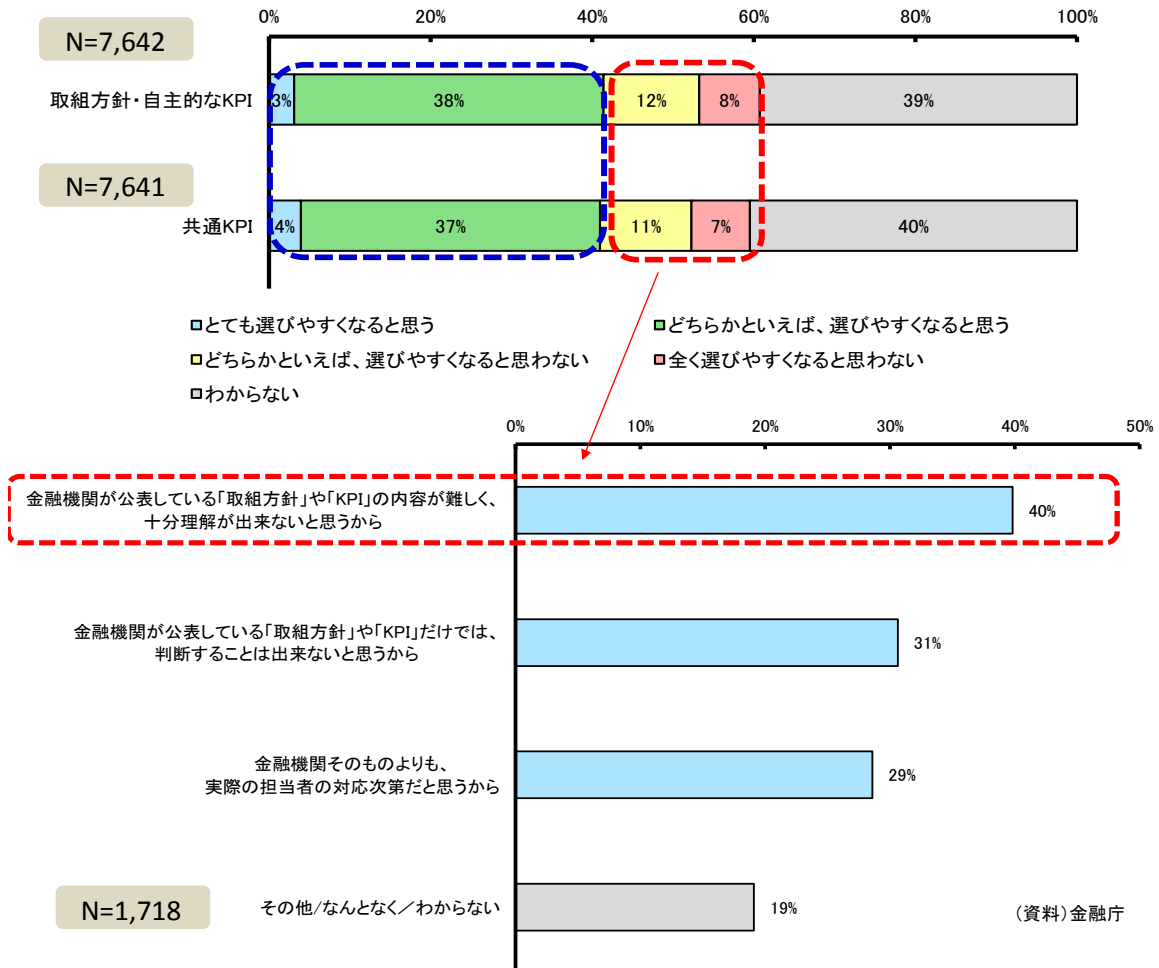 0% 20% 40% 60% 80% 100%
N=7,642
取組方針・自主的なKPI 3% 38% 12% 8% 39%
N=7,641
共通KPI 4% 37% 11% 7% 40%
とても選びやすくなると思う どちらかといえば、選びやすくなると思う
どちらかといえば、選びやすくなると思わない 全く選びやすくなると思わない
わからない
0% 10% 20% 30% 40% 50%
金融機関が公表している「取組方針」や「KPI」の内容が難しく、
十分理解が出来ないと思うから
40%
金融機関が公表している「取組方針」や「KPI」だけでは、
判断することは出来ないと思うから
31%
金融機関そのものよりも、
実際の担当者の対応次第だと思うから
29%
N=1,718
その他/なんとなく／わからない 19%
（資料）金融庁